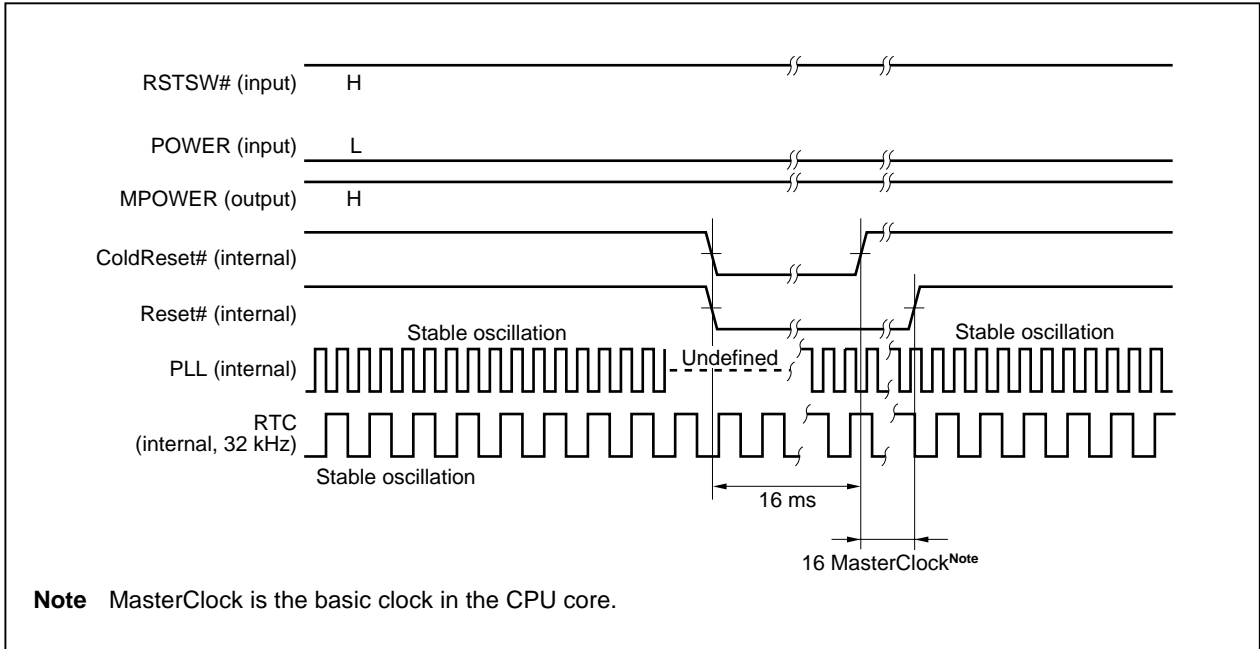 RSTSW# (input) H
POWER (input) L
MPOWER (output) H
ColdReset# (internal)
Reset# (internal)
Stable oscillation Stable oscillation
Undefined
PLL (internal)
RTC
(internal, 32 kHz)
Stable oscillation
16 ms
16 MasterClockNote
Note MasterClock is the basic clock in the CPU core.